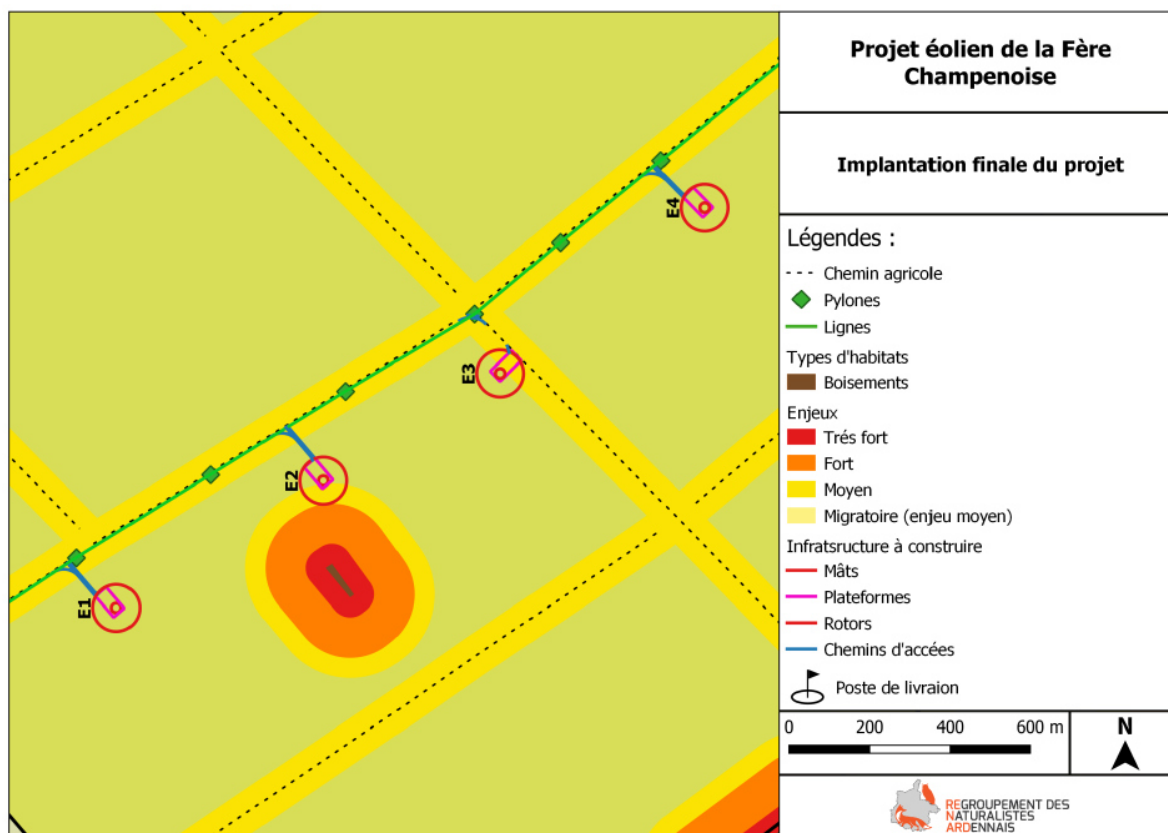 Projet éolien de la Fère
Champenoise
Implantation finale du projet
Légendes :
Chemin agricole
Pylones
Lignes
Types d'habitats
Boisements
Enjeux
Trés fort
Fort
Moyen
Migratoire (enjeu moyen)
Infratsructure à construire
Mâts
Plateformes
Rotors
Chemins d'accées
Poste de livraion
0 200 400 600 m
N
REGROUPEMENT DES
NATURALISTES
ARDENNAIS
E4
E3
E2
E1